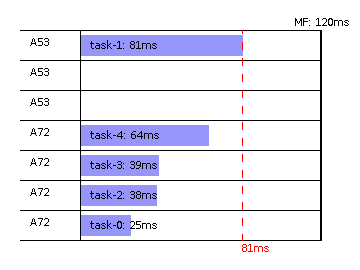 MF: 120ms
A53 task-1: 81ms
A53
A53
A72 task-4: 64ms
A72 task-3: 39ms
A72 task-2: 38ms
A72 task-0: 25ms
81ms